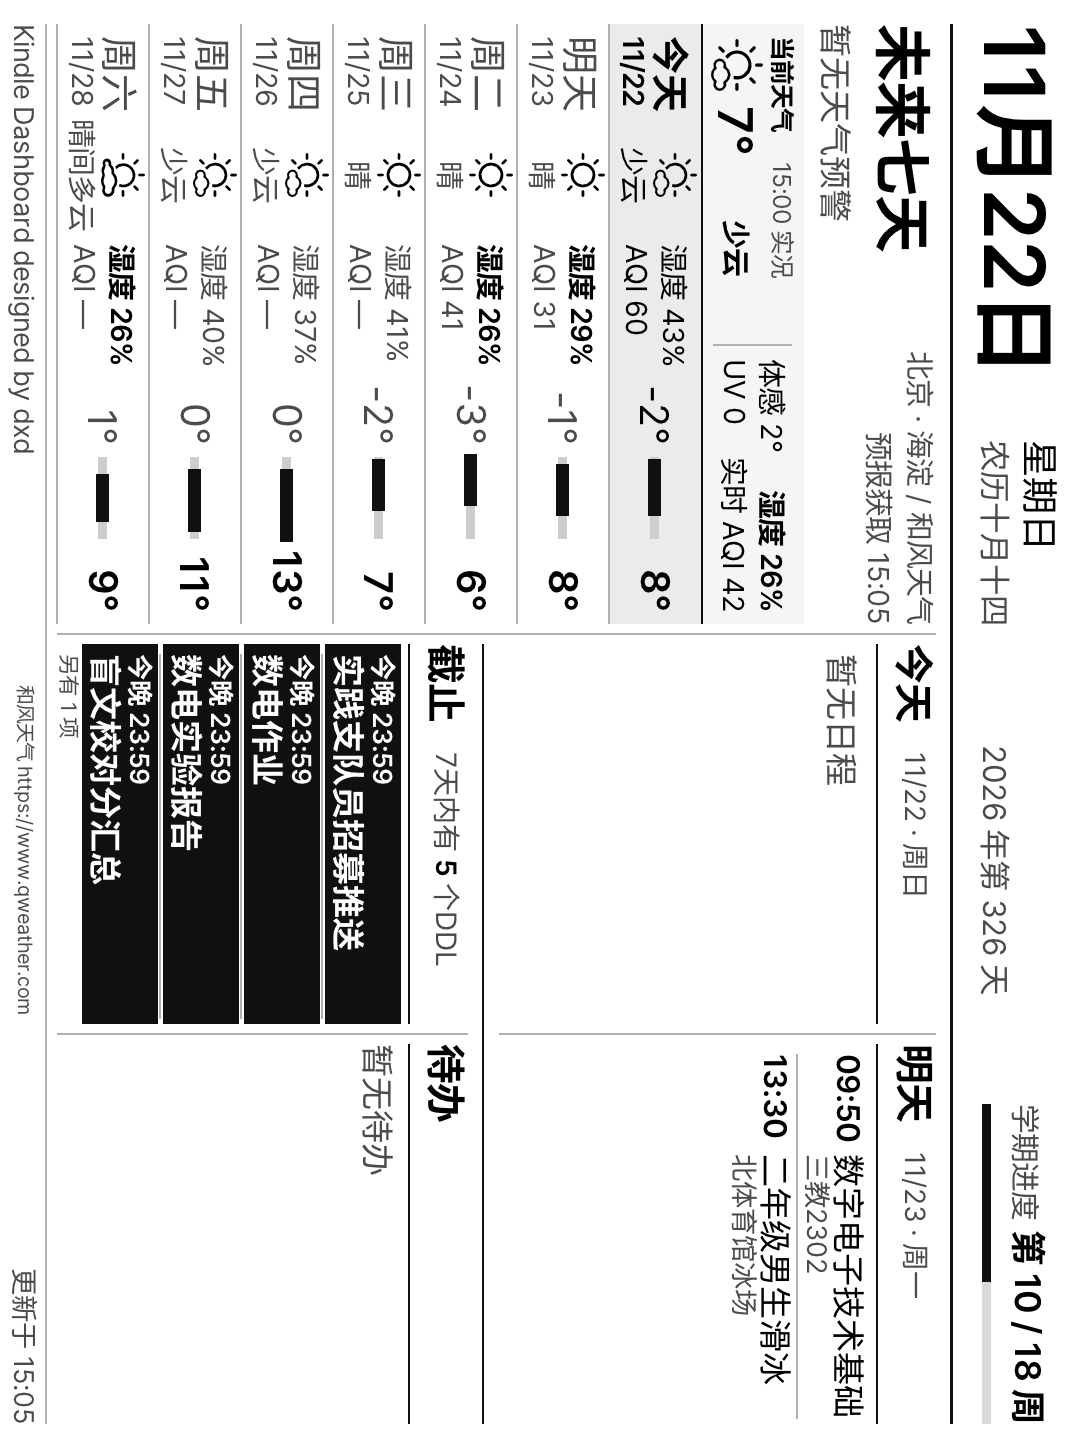 11月22日
星期日
农历十月十四
2026 年第 326 天
学期进度 第 10 / 18 周
未来七天
北京 · 海淀 / 和风天气
预报获取 15:05
暂无天气预警
当前天气 15:00 实况
7° 少云
体感 2° 湿度 26%
UV 0 实时 AQI 42
今天 11/22 少云 湿度 43% AQI 60 -2° 8°
明天 11/23 晴 湿度 29% AQI 31 -1° 8°
周二 11/24 晴 湿度 26% AQI 41 -3° 6°
周三 11/25 晴 湿度 41% AQI — -2° 7°
周四 11/26 少云 湿度 37% AQI — 0° 13°
周五 11/27 少云 湿度 40% AQI — 0° 11°
周六 11/28 晴间多云 湿度 26% AQI — 1° 9°
今天 11/22 · 周日
暂无日程
明天 11/23 · 周一
09:50 数字电子技术基础
三教2302
13:30 二年级男生滑冰
北体育馆冰场
截止 7天内有 5 个DDL
今晚 23:59
实践支队员招募推送
今晚 23:59
数电作业
今晚 23:59
数电实验报告
今晚 23:59
盲文校对分汇总
另有 1 项
待办
暂无待办
Kindle Dashboard designed by dxd
和风天气 https://www.qweather.com
更新于 15:05